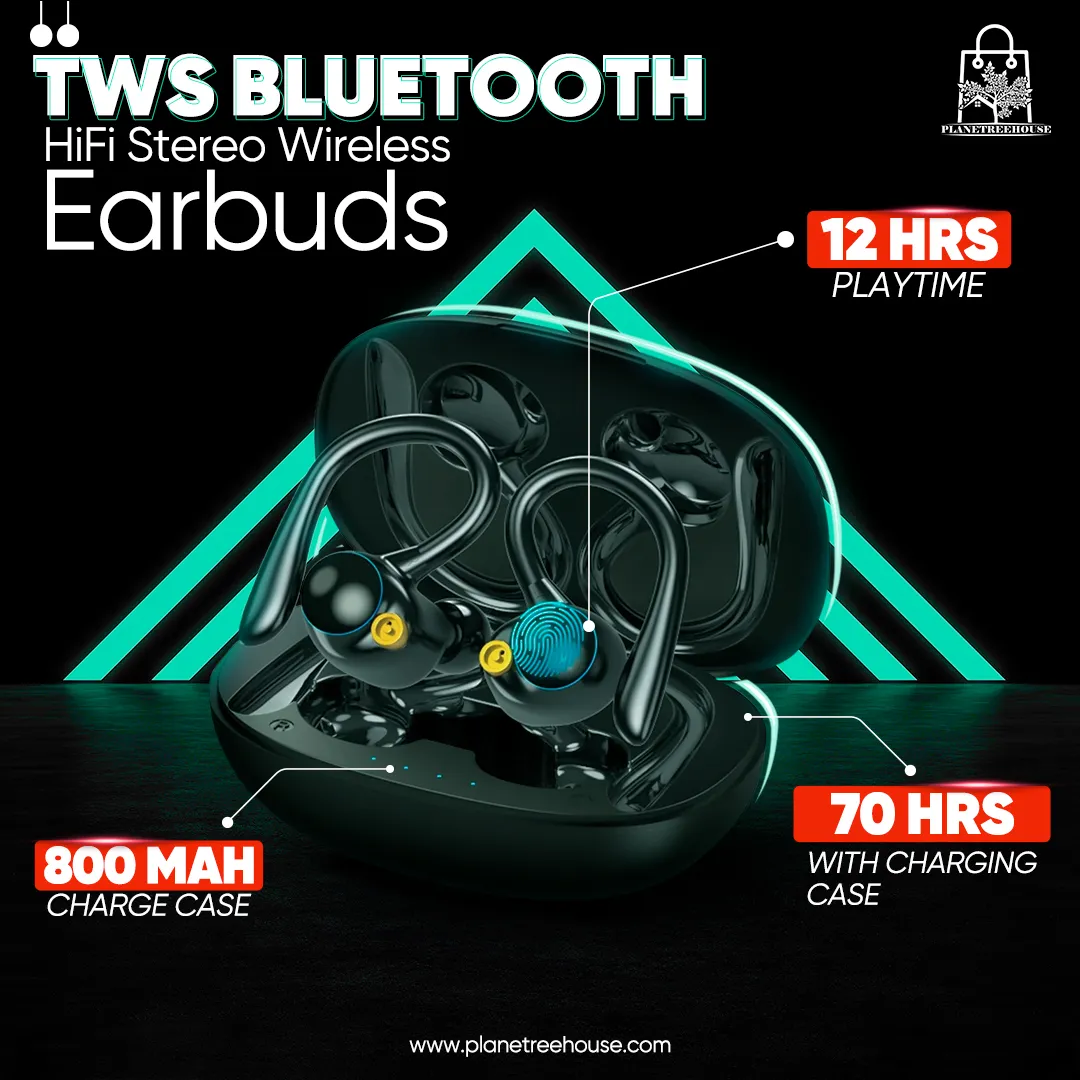 TWS BLUETOOTH
HiFi Stereo Wireless
Earbuds
PLANETREEHOUSE
12 HRS
PLAYTIME
R
70 HRS
WITH CHARGING
CASE
800 MAH
CHARGE CASE
www.planetreehouse.com